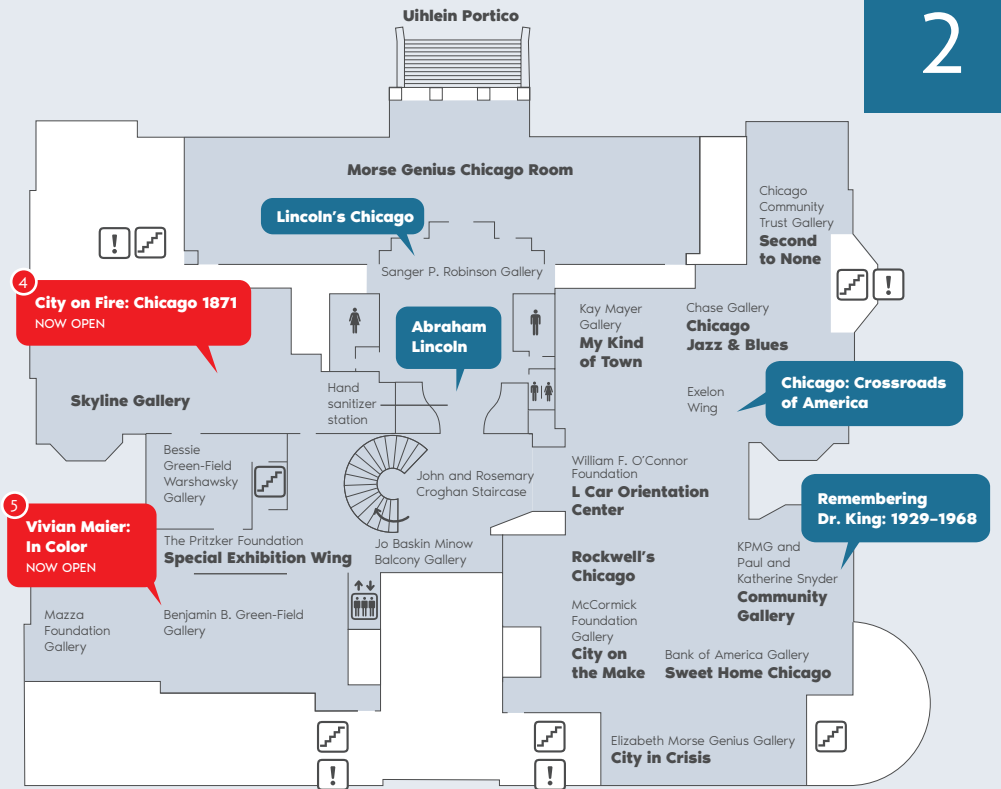 2
Uihlein Portico
Morse Genius Chicago Room
Lincoln's Chicago
Sanger P. Robinson Gallery
Chicago
Community
Trust Gallery
Second
to None
!
!
4
City on Fire: Chicago 1871
NOW OPEN
Skyline Gallery
Abraham
Lincoln
Hand
sanitizer
station
Kay Mayer
Gallery
My Kind
of Town
Chase Gallery
Chicago
Jazz & Blues
Exelon
Wing
Chicago: Crossroads
of America
Bessie
Green-Field
Warshawsky
Gallery
John and Rosemary
Croghan Staircase
William F. O'Connor
Foundation
L Car Orientation
Center
Remembering
Dr. King: 1929–1968
5
Vivian Maier:
In Color
NOW OPEN
The Pritzker Foundation
Special Exhibition Wing
Jo Baskin Minow
Balcony Gallery
Rockwell's
Chicago
KPMG and
Paul and
Katherine Snyder
Community
Gallery
Mazza
Foundation
Gallery
Benjamin B. Green-Field
Gallery
McCormick
Foundation
Gallery
City on
the Make
Bank of America Gallery
Sweet Home Chicago
Elizabeth Morse Genius Gallery
City in Crisis
!
!